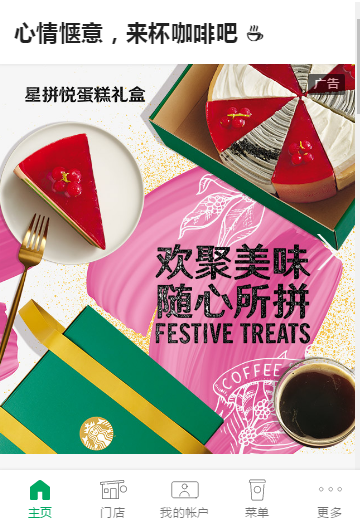 心情惬意，来杯咖啡吧
广告
星拼悦蛋糕礼盒
欢聚美味
随心所拼
FESTIVE TREATS
COFFEE
主页
门店
我的帐户
菜单
更多